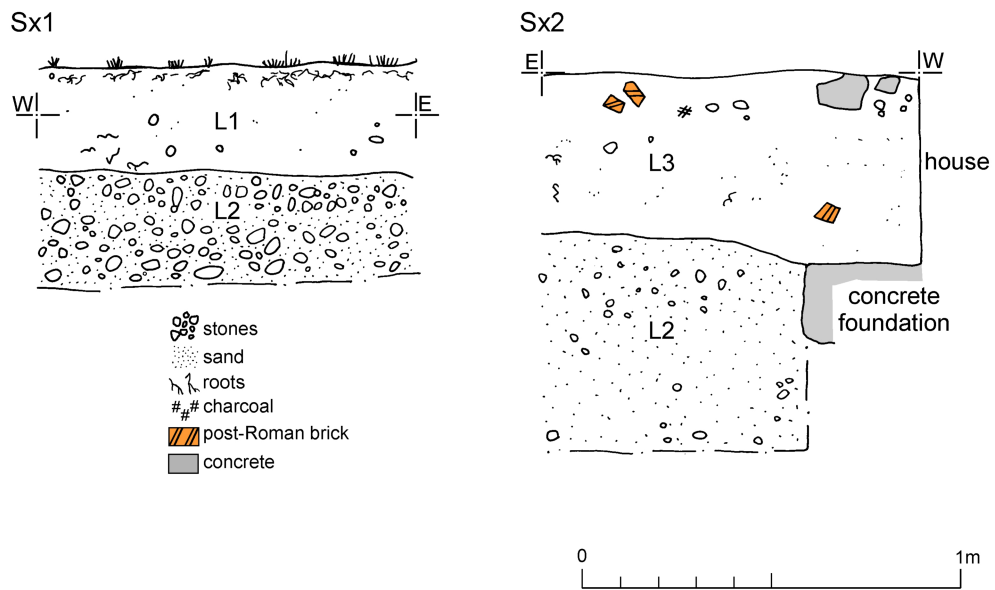 Sx1
W
E
L1
L2
stones
sand
roots
charcoal
post-Roman brick
concrete
Sx2
E
W
L3
house
L2
concrete
foundation
0
1m